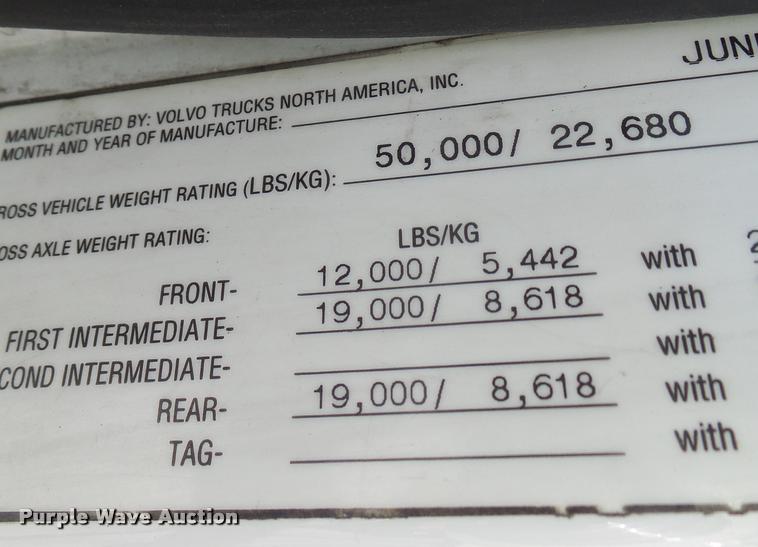 JUN
MANUFACTURED BY: VOLVO TRUCKS NORTH AMERICA, INC.
MONTH AND YEAR OF MANUFACTURE:
ROSS VEHICLE WEIGHT RATING (LBS/KG): 50,000/ 22,680
OSS AXLE WEIGHT RATING: LBS/KG
FRONT- 12,000/ 5,442 with 2
FIRST INTERMEDIATE- 19,000/ 8,618 with
COND INTERMEDIATE- with
REAR- 19,000/ 8,618 with
TAG- with
Purple Wave Auction